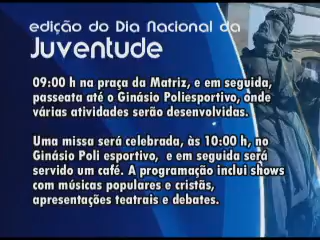 edição do Dia Nacional da
Juventude
09:00 h na praça da Matriz, e em seguida,
passeata até o Ginásio Poliesportivo, onde
várias atividades serão desenvolvidas.
Uma missa será celebrada, às 10:00 h, no
Ginásio Poli esportivo,  e em seguida será
servido um café. A programação inclui shows
com músicas populares e cristãs,
apresentações teatrais e debates.